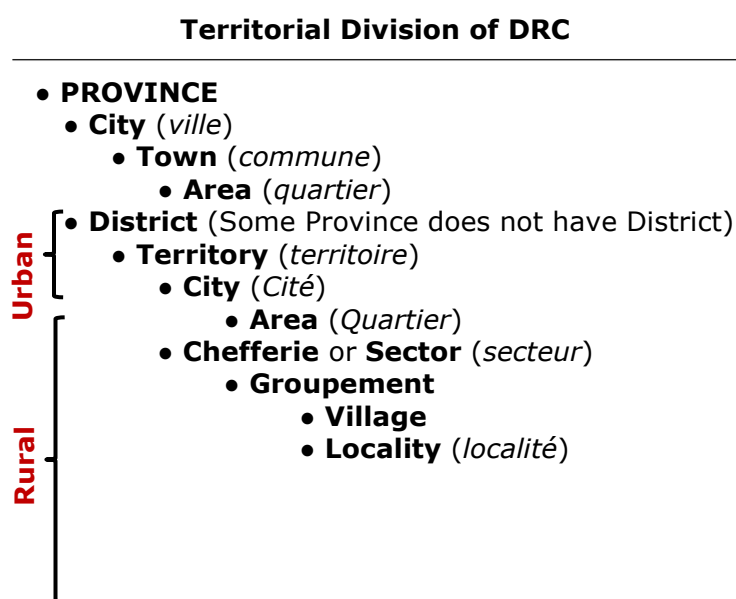 Territorial Division of DRC
● PROVINCE
● City (ville)
● Town (commune)
● Area (quartier)
● District (Some Province does not have District)
● Territory (territoire)
● City (Cité)
● Area (Quartier)
● Chefferie or Sector (secteur)
● Groupement
● Village
● Locality (localité)
Urban
Rural